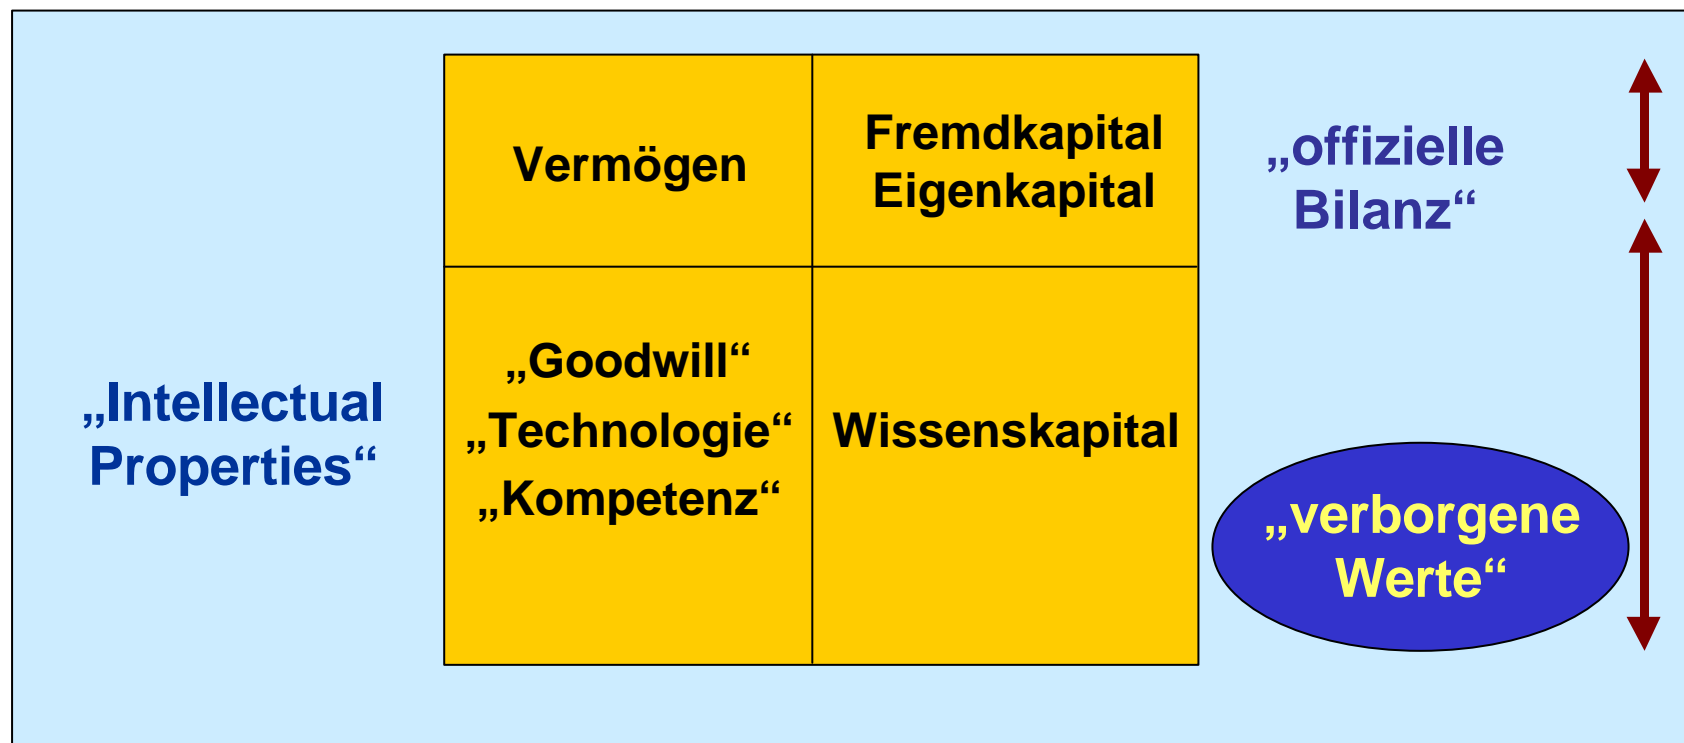 Vermögen
Fremdkapital
Eigenkapital
„offizielle
Bilanz“
„Intellectual
Properties“
„Goodwill“
„Technologie“
„Kompetenz“
Wissenskapital
„verborgene
Werte“